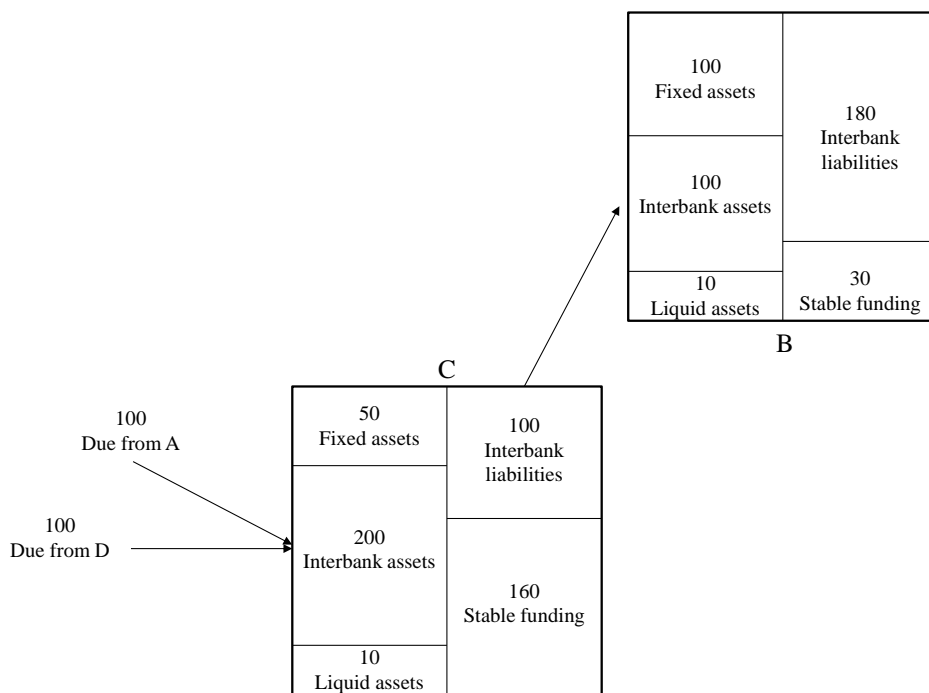 100
Fixed assets
180
Interbank
liabilities
100
Interbank assets
10
Liquid assets
30
Stable funding
B
C
50
Fixed assets
100
Interbank
liabilities
100
Due from A
100
Due from D
200
Interbank assets
160
Stable funding
10
Liquid assets